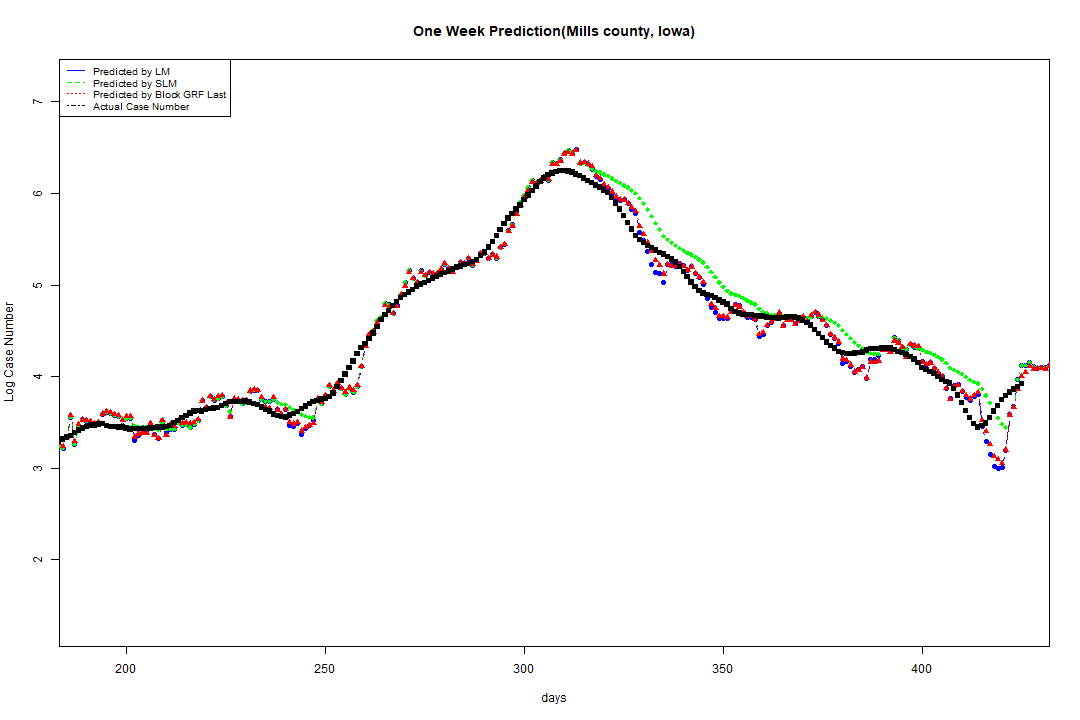 One Week Prediction(Mills county, Iowa)
Predicted by LM
Predicted by SLM
Predicted by Block GRF Last
Actual Case Number
7
6
5
4
3
2
Log Case Number
200 250 300 350 400
days